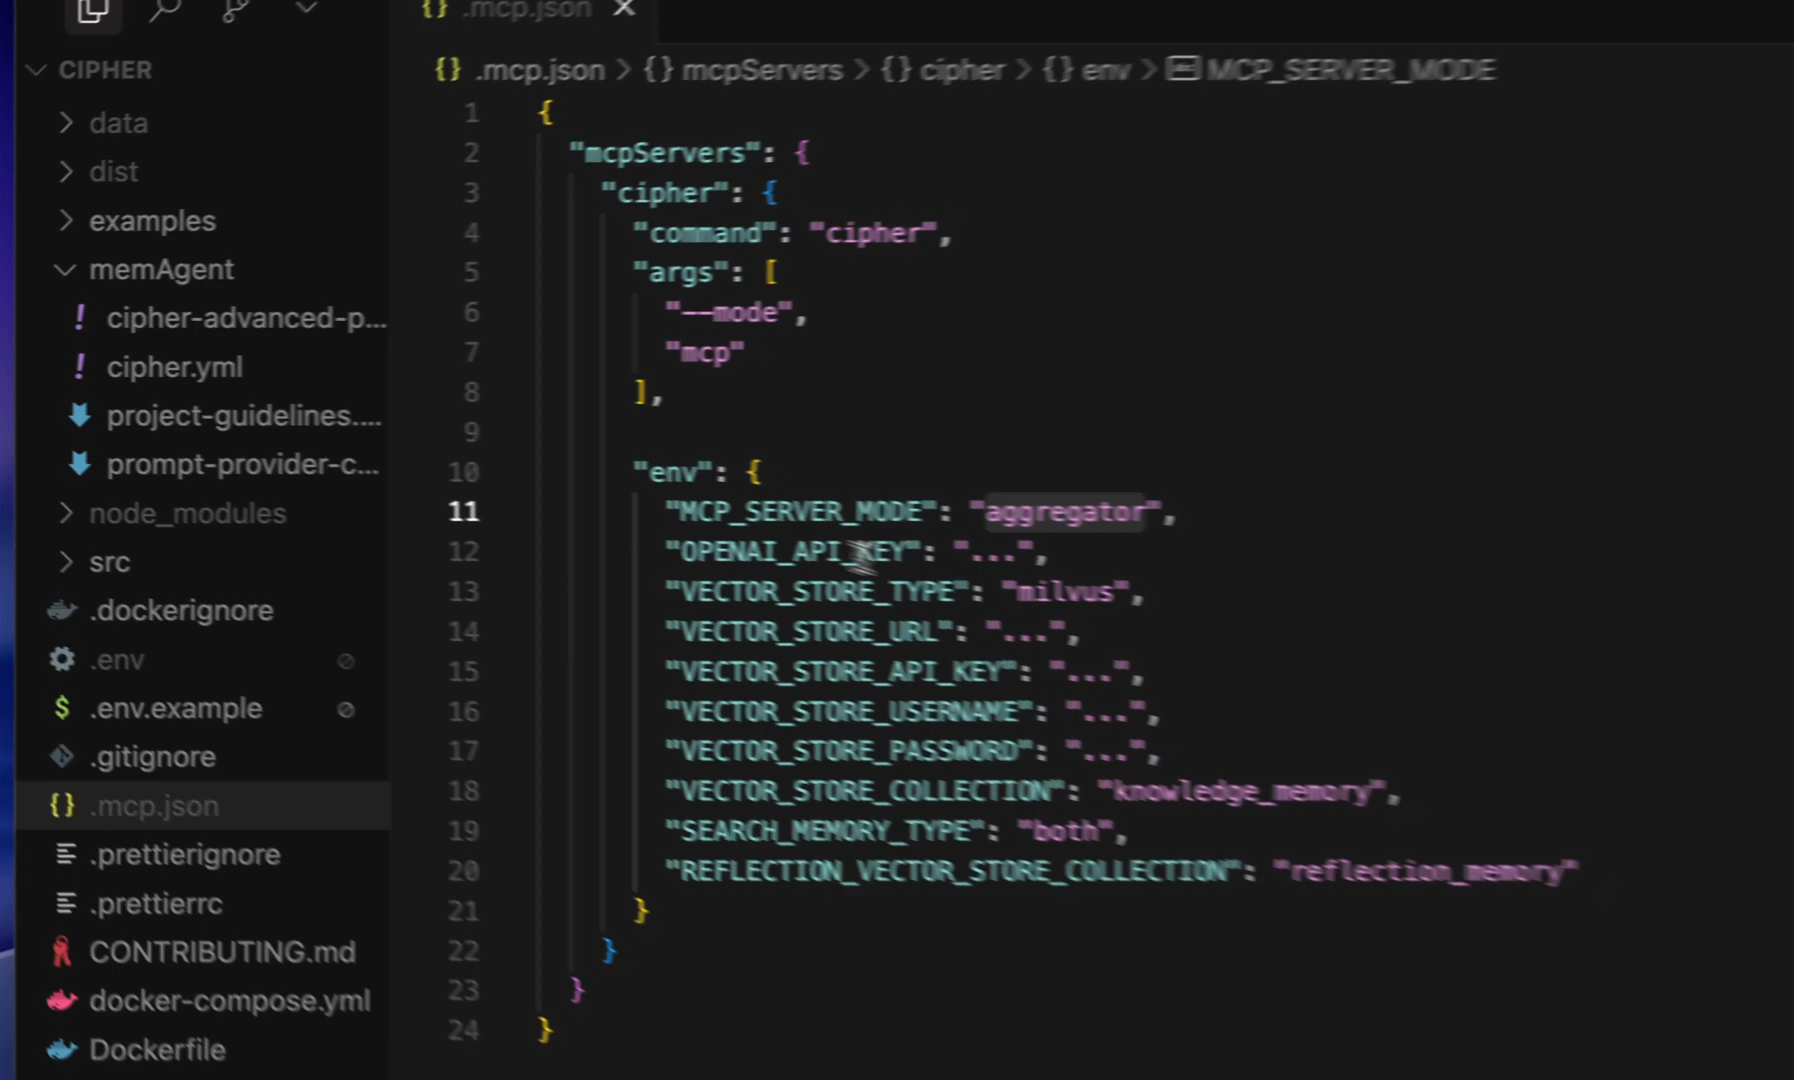 .mcp.json
CIPHER
data
dist
examples
memAgent
cipher-advanced-p...
cipher.yml
project-guidelines....
prompt-provider-c...
node_modules
src
.dockerignore
.env
.env.example
.gitignore
.mcp.json
.prettierignore
.prettierrc
CONTRIBUTING.md
docker-compose.yml
Dockerfile
{} .mcp.json > {} mcpServers > {} cipher > {} env > MCP_SERVER_MODE
1 {
2 "mcpServers": {
3 "cipher": {
4 "command": "cipher",
5 "args": [
6 "--mode",
7 "mcp"
8 ],
9
10 "env": {
11 "MCP_SERVER_MODE": "aggregator",
12 "OPENAI_API_KEY": "...",
13 "VECTOR_STORE_TYPE": "milvus",
14 "VECTOR_STORE_URL": "...",
15 "VECTOR_STORE_API_KEY": "...",
16 "VECTOR_STORE_USERNAME": "...",
17 "VECTOR_STORE_PASSWORD": "...",
18 "VECTOR_STORE_COLLECTION": "knowledge_memory",
19 "SEARCH_MEMORY_TYPE": "both",
20 "REFLECTION_VECTOR_STORE_COLLECTION": "reflection_memory"
21 }
22 }
23 }
24 }